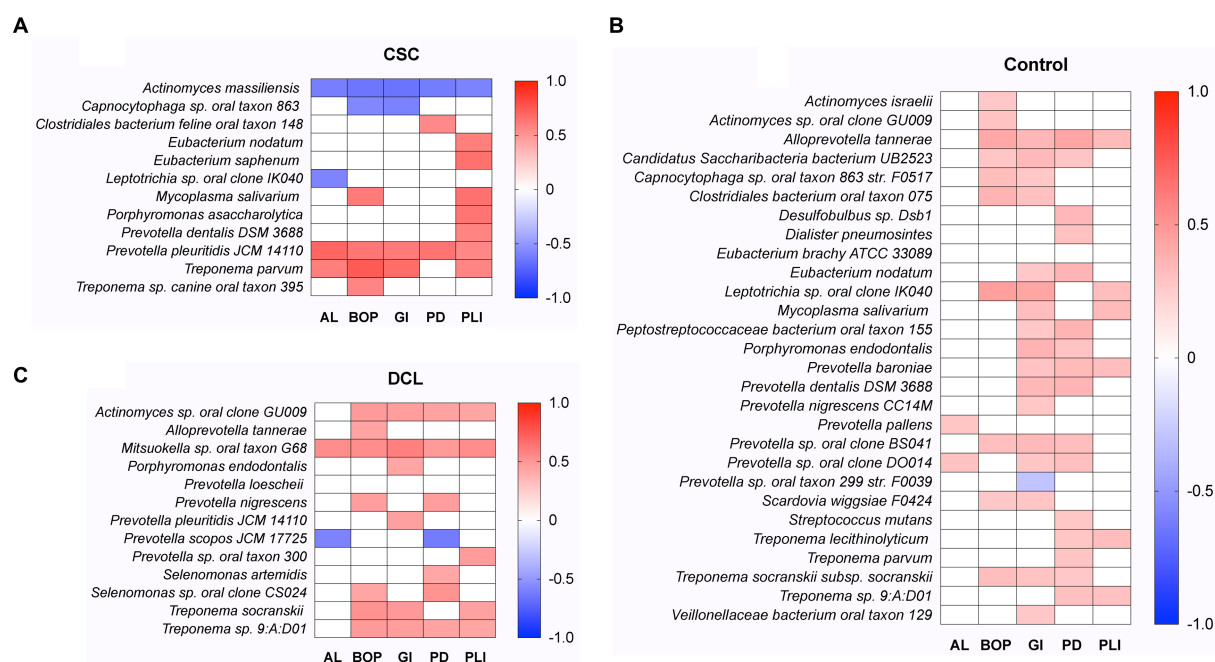 A
CSC
Actinomyces massiliensis
Capnocytophaga sp. oral taxon 863
Clostridiales bacterium feline oral taxon 148
Eubacterium nodatum
Eubacterium saphenum
Leptotrichia sp. oral clone IK040
Mycoplasma salivarium
Porphyromonas asaccharolytica
Prevotella dentalis DSM 3688
Prevotella pleuritidis JCM 14110
Treponema parvum
Treponema sp. canine oral taxon 395
AL BOP GI PD PLI
1.0
0.5
0
-0.5
-1.0
B
Control
Actinomyces israelii
Actinomyces sp. oral clone GU009
Alloprevotella tannerae
Candidatus Saccharibacteria bacterium UB2523
Capnocytophaga sp. oral taxon 863 str. F0517
Clostridiales bacterium oral taxon 075
Desulfobulbus sp. Dsb1
Dialister pneumosintes
Eubacterium brachy ATCC 33089
Eubacterium nodatum
Leptotrichia sp. oral clone IK040
Mycoplasma salivarium
Peptostreptococcaceae bacterium oral taxon 155
Porphyromonas endodontalis
Prevotella baroniae
Prevotella dentalis DSM 3688
Prevotella nigrescens CC14M
Prevotella pallens
Prevotella sp. oral clone BS041
Prevotella sp. oral clone DO014
Prevotella sp. oral taxon 299 str. F0039
Scardovia wiggsiae F0424
Streptococcus mutans
Treponema lecithinolyticum
Treponema parvum
Treponema socranskii subsp. socranskii
Treponema sp. 9:A:D01
Veillonellaceae bacterium oral taxon 129
AL BOP GI PD PLI
1.0
0.5
0
-0.5
-1.0
C
DCL
Actinomyces sp. oral clone GU009
Alloprevotella tannerae
Mitsuokella sp. oral taxon G68
Porphyromonas endodontalis
Prevotella loescheii
Prevotella nigrescens
Prevotella pleuritidis JCM 14110
Prevotella scopos JCM 17725
Prevotella sp. oral taxon 300
Selenomonas artemidis
Selenomonas sp. oral clone CS024
Treponema socranskii
Treponema sp. 9:A:D01
AL BOP GI PD PLI
1.0
0.5
0
-0.5
-1.0